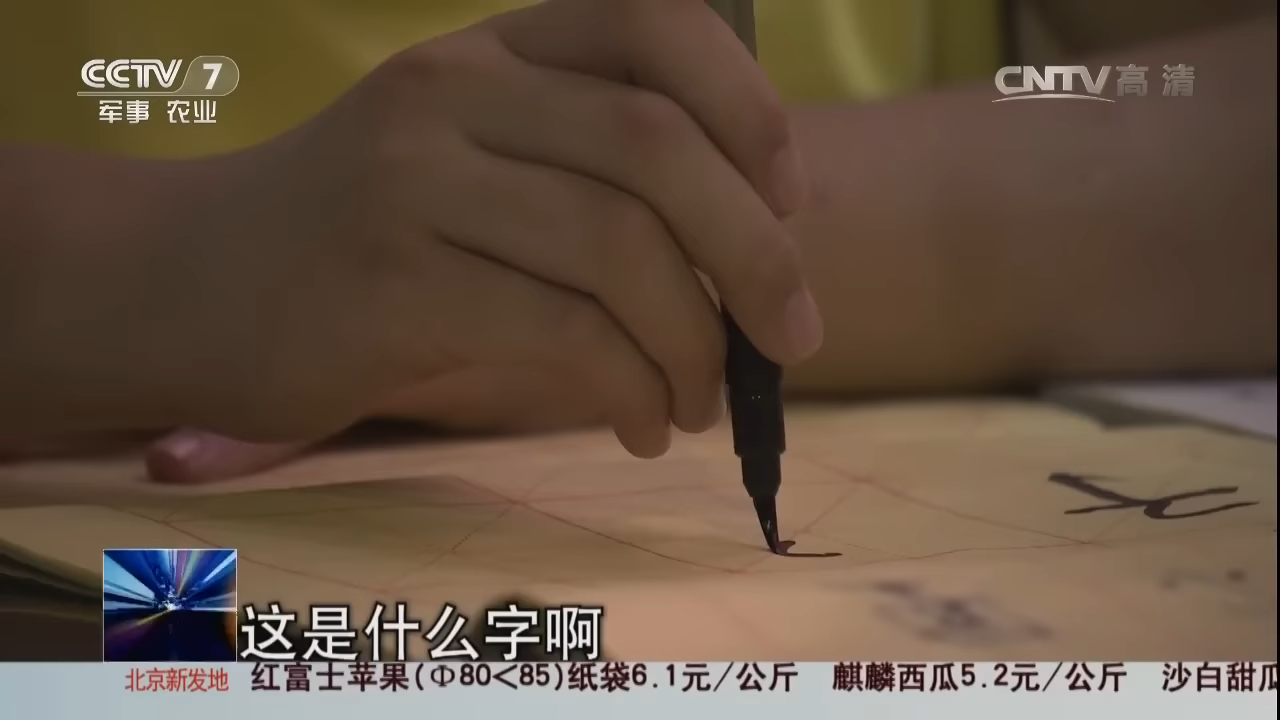 CCTV 7
军事 农业
CNTV高清
这是什么字啊
北京新发地 红富士苹果(Φ80<85)纸袋6.1元/公斤 麒麟西瓜5.2元/公斤 沙白甜瓜